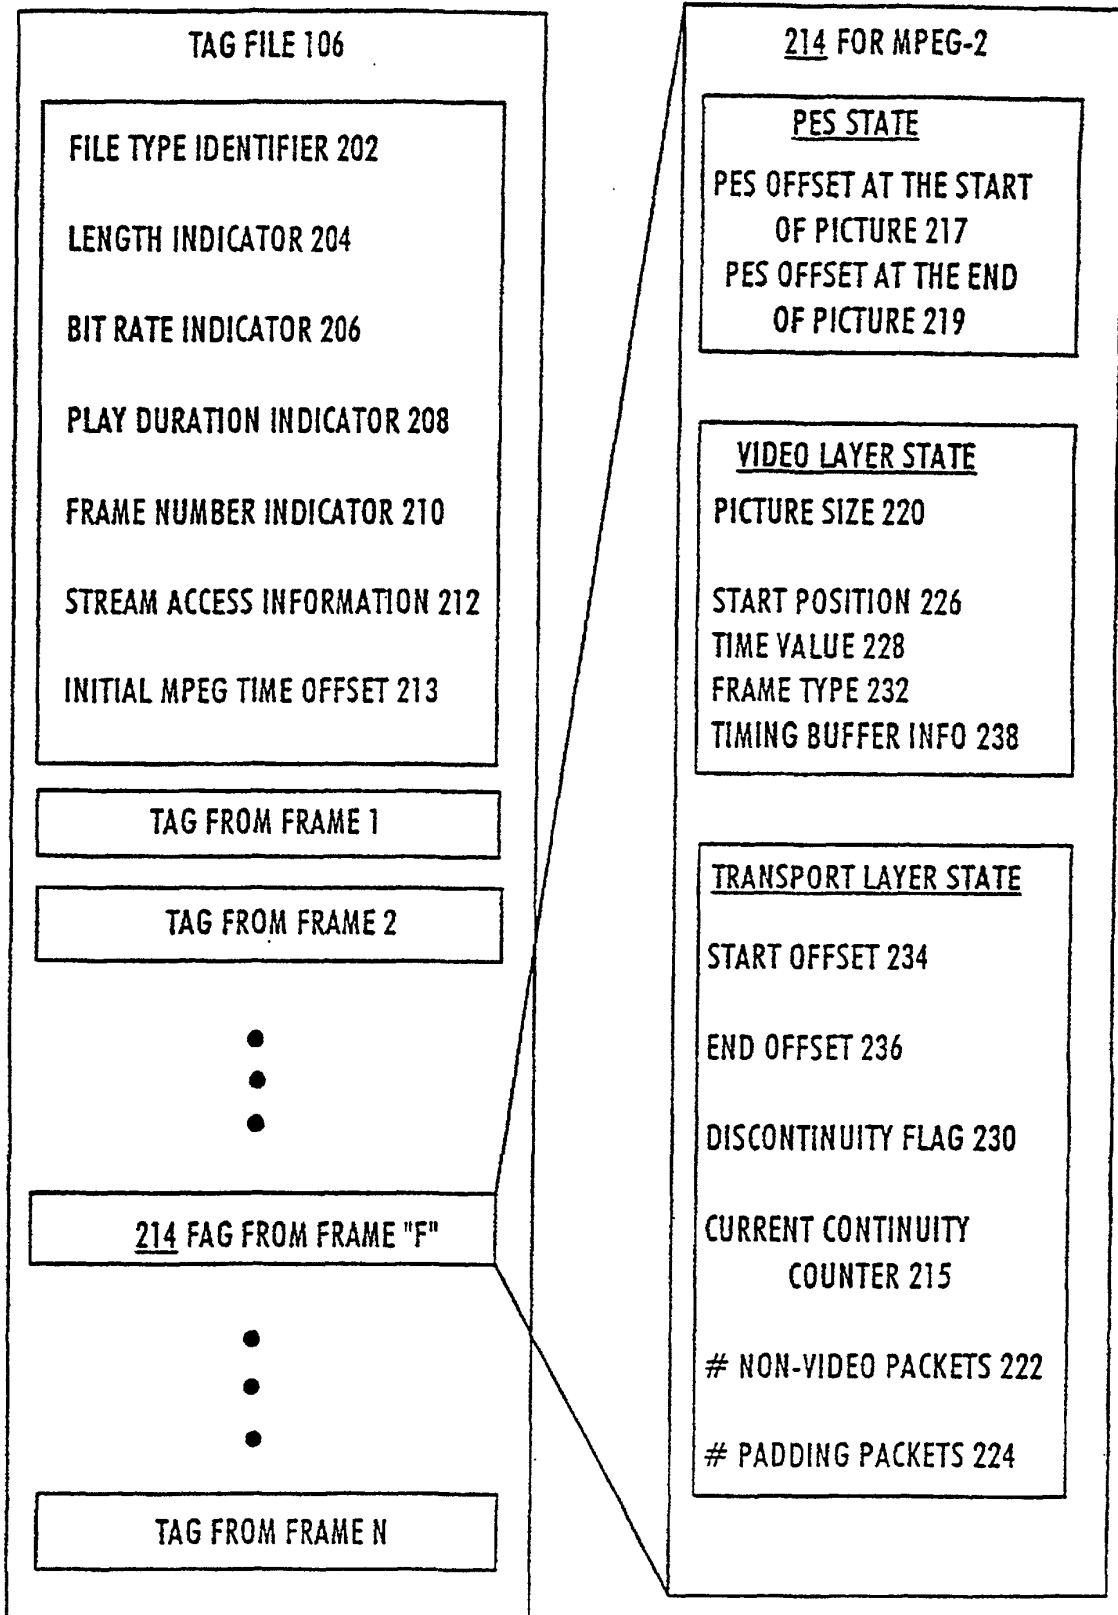 TAG FILE 106
FILE TYPE IDENTIFIER 202
LENGTH INDICATOR 204
BIT RATE INDICATOR 206
PLAY DURATION INDICATOR 208
FRAME NUMBER INDICATOR 210
STREAM ACCESS INFORMATION 212
INITIAL MPEG TIME OFFSET 213
TAG FROM FRAME 1
TAG FROM FRAME 2
214 FAG FROM FRAME "F"
TAG FROM FRAME N
214 FOR MPEG-2
PES STATE
PES OFFSET AT THE START
OF PICTURE 217
PES OFFSET AT THE END
OF PICTURE 219
VIDEO LAYER STATE
PICTURE SIZE 220
START POSITION 226
TIME VALUE 228
FRAME TYPE 232
TIMING BUFFER INFO 238
TRANSPORT LAYER STATE
START OFFSET 234
END OFFSET 236
DISCONTINUITY FLAG 230
CURRENT CONTINUITY
COUNTER 215
# NON-VIDEO PACKETS 222
# PADDING PACKETS 224